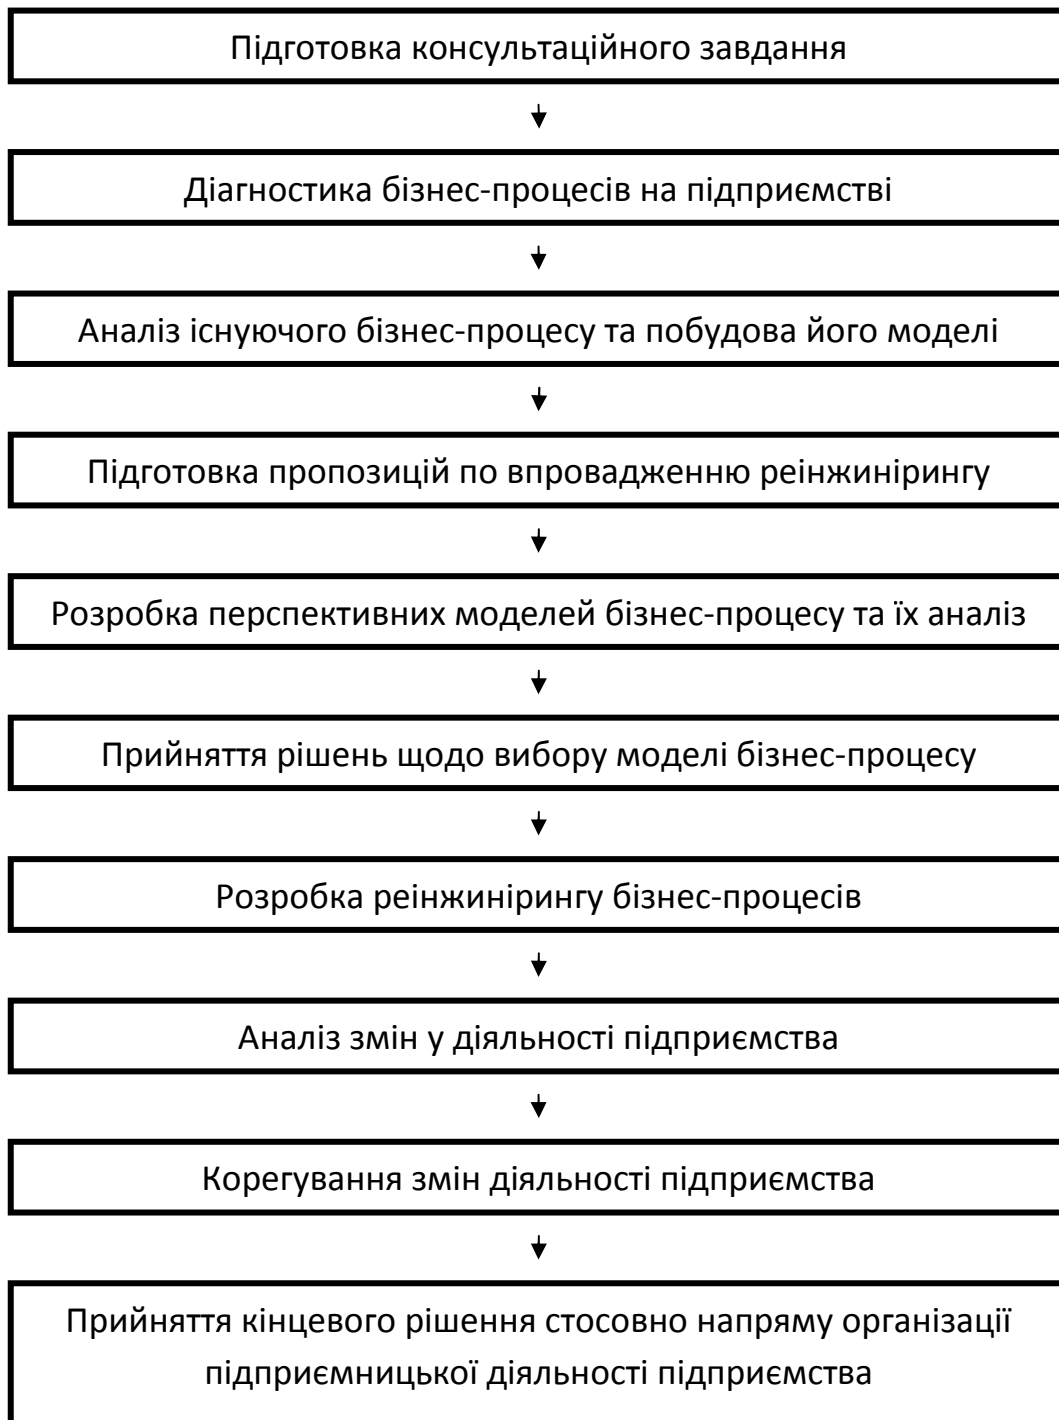 Підготовка консультаційного завдання
Діагностика бізнес-процесів на підприємстві
Аналіз існуючого бізнес-процесу та побудова його моделі
Підготовка пропозицій по впровадженню реінжинірингу
Розробка перспективних моделей бізнес-процесу та їх аналіз
Прийняття рішень щодо вибору моделі бізнес-процесу
Розробка реінжинірингу бізнес-процесів
Аналіз змін у діяльності підприємства
Корегування змін діяльності підприємства
Прийняття кінцевого рішення стосовно напряму організації
підприємницької діяльності підприємства